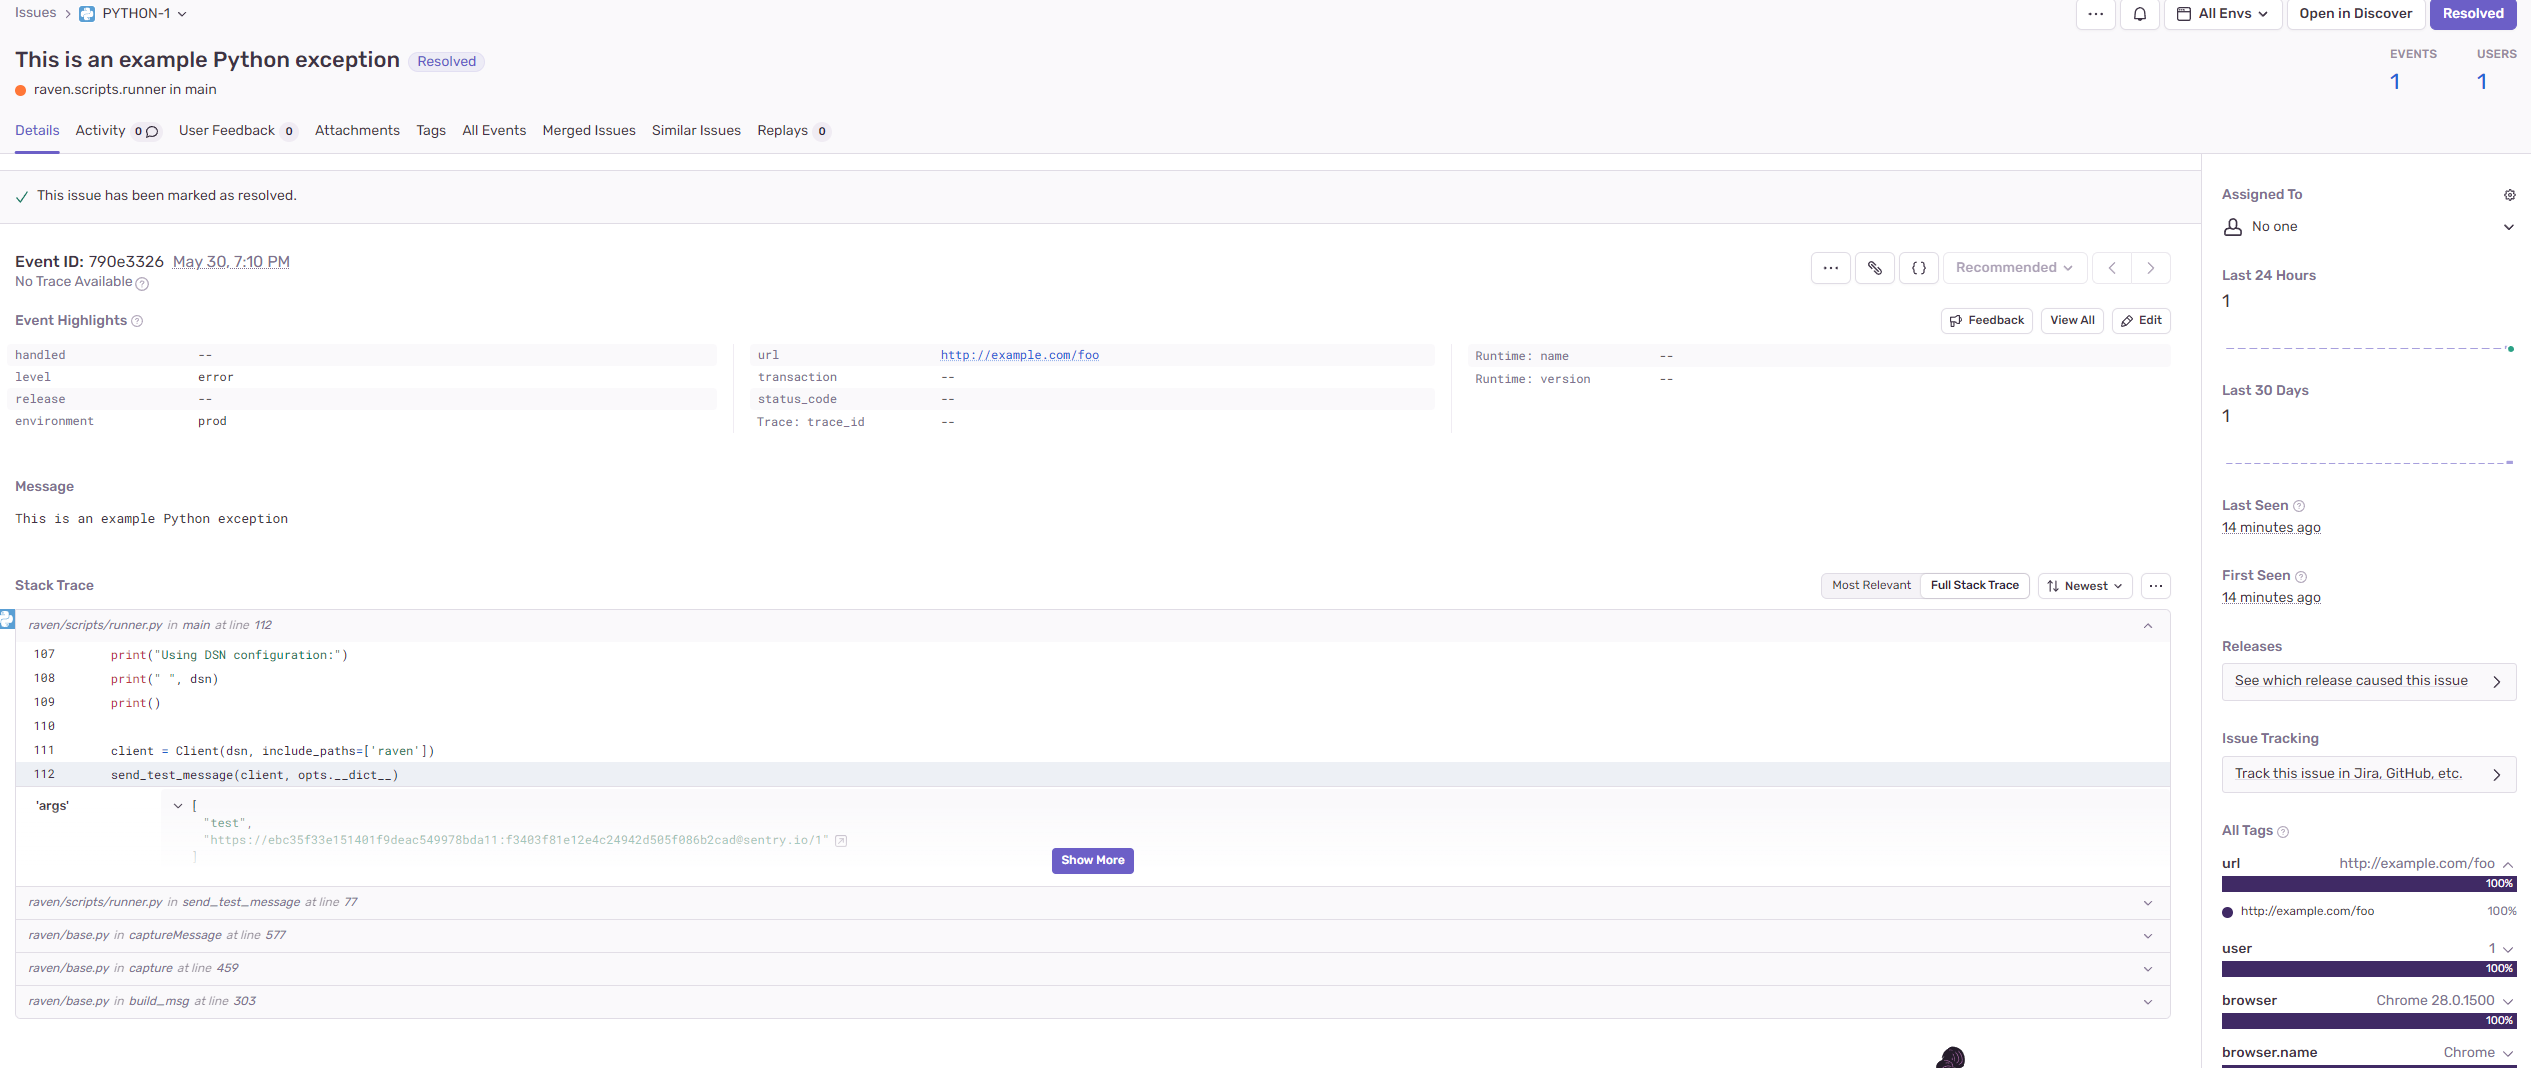 Issues > PYTHON-1
... All Envs Open in Discover Resolved
This is an example Python exception Resolved
EVENTS USERS
1 1
raven.scripts.runner in main
Details Activity 0 User Feedback 0 Attachments Tags All Events Merged Issues Similar Issues Replays 0
This issue has been marked as resolved.
Event ID: 790e3326 May 30, 7:10 PM
No Trace Available ?
... {} Recommended < >
Event Highlights ?
Feedback View All Edit
handled --
level error
release --
environment prod
url http://example.com/foo
transaction --
status_code --
Trace: trace_id --
Runtime: name --
Runtime: version --
Message
This is an example Python exception
Stack Trace
Most Relevant Full Stack Trace Newest ...
raven/scripts/runner.py in main at line 112
107 print("Using DSN configuration:")
108 print(" ", dsn)
109 print()
110
111 client = Client(dsn, include_paths=['raven'])
112 send_test_message(client, opts.__dict__)
'args' [
"test",
"https://ebc35f33e151401f9deac549978bda11:f3403f81e12e4c24942d505f086b2cad@sentry.io/1"
]
Show More
raven/scripts/runner.py in send_test_message at line 77
raven/base.py in captureMessage at line 577
raven/base.py in capture at line 459
raven/base.py in build_msg at line 303
Assigned To
No one
Last 24 Hours
1
Last 30 Days
1
Last Seen ?
14 minutes ago
First Seen ?
14 minutes ago
Releases
See which release caused this issue
Issue Tracking
Track this issue in Jira, GitHub, etc.
All Tags ?
url http://example.com/foo
100%
http://example.com/foo 100%
user 1
100%
browser Chrome 28.0.1500
100%
browser.name Chrome